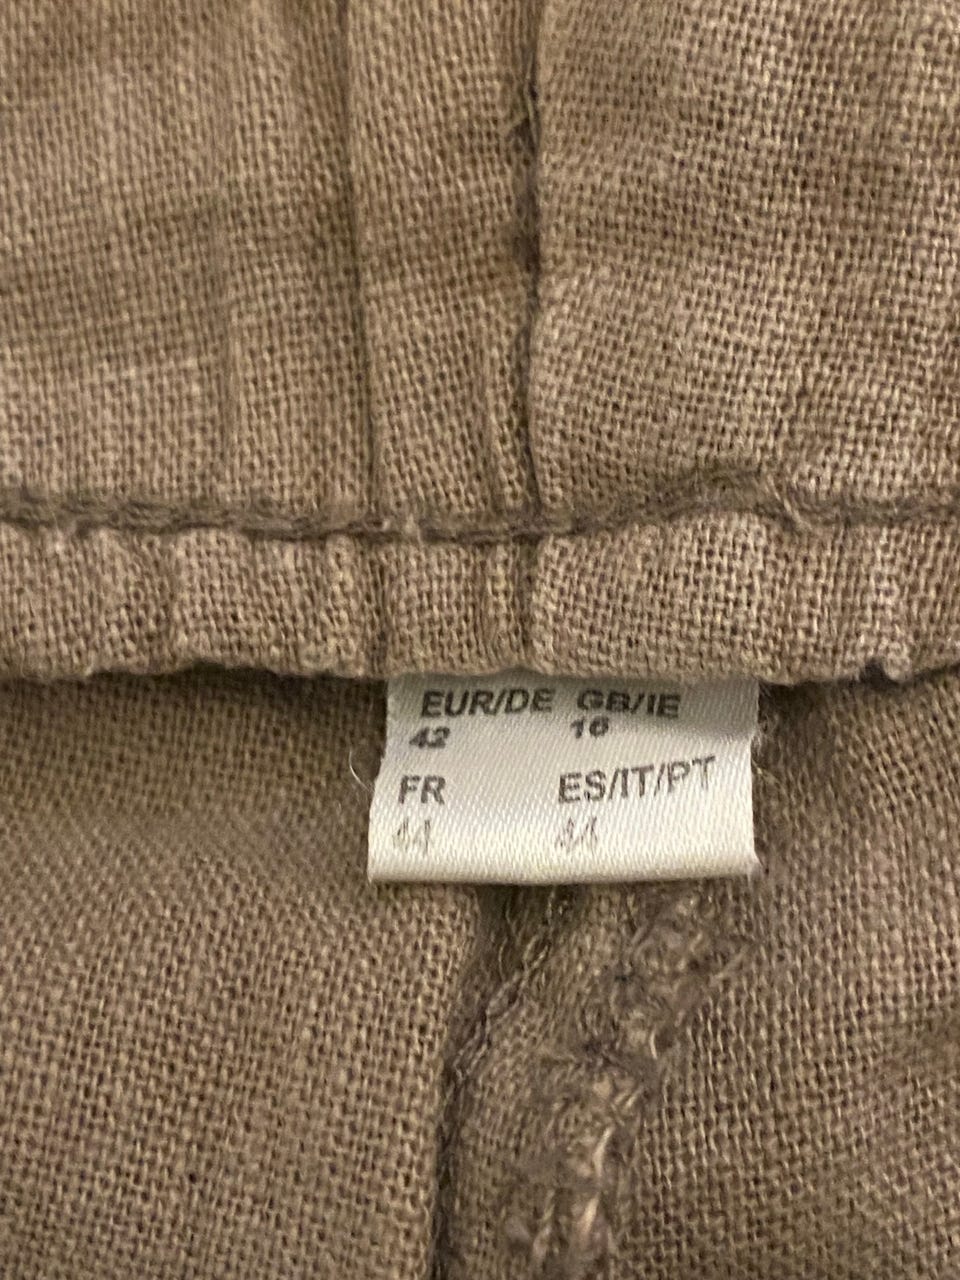 EUR/DE GB/IE
42 16
FR ES/IT/PT
44 44